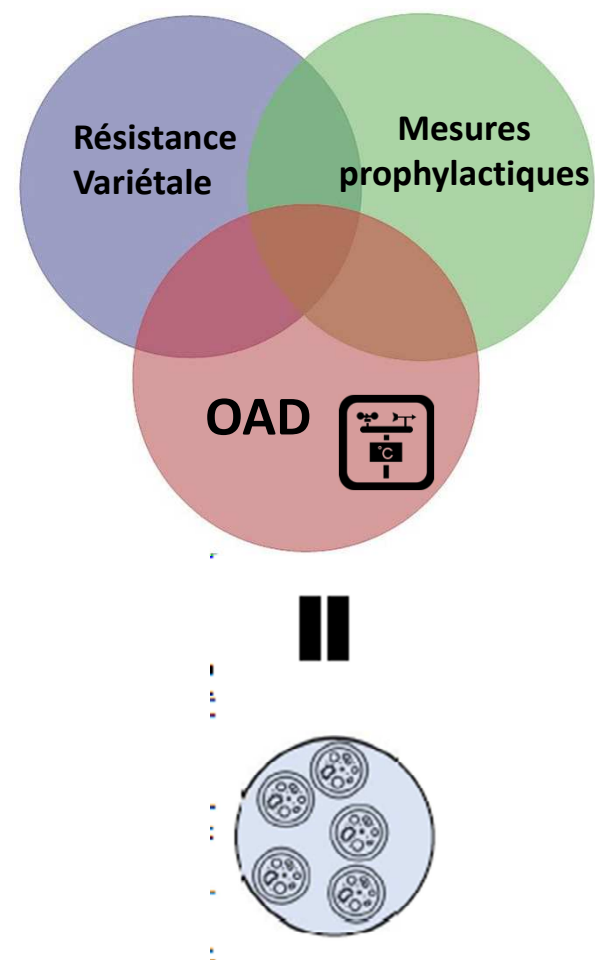 Résistance
Variétale
Mesures
prophylactiques
OAD
°C